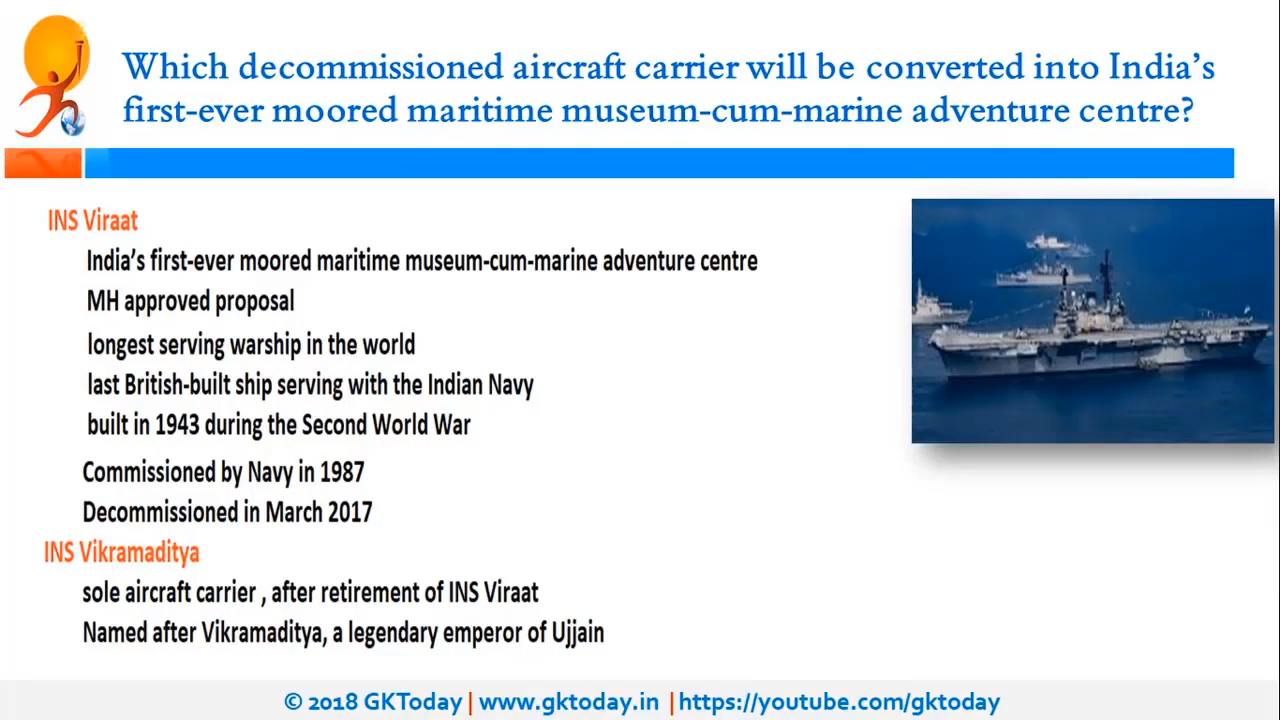 Which decommissioned aircraft carrier will be converted into India's
first-ever moored maritime museum-cum-marine adventure centre?
INS Viraat
India's first-ever moored maritime museum-cum-marine adventure centre
MH approved proposal
longest serving warship in the world
last British-built ship serving with the Indian Navy
built in 1943 during the Second World War
Commissioned by Navy in 1987
Decommissioned in March 2017
INS Vikramaditya
sole aircraft carrier , after retirement of INS Viraat
Named after Vikramaditya, a legendary emperor of Ujjain
© 2018 GKToday | www.gktoday.in | https://youtube.com/gktoday